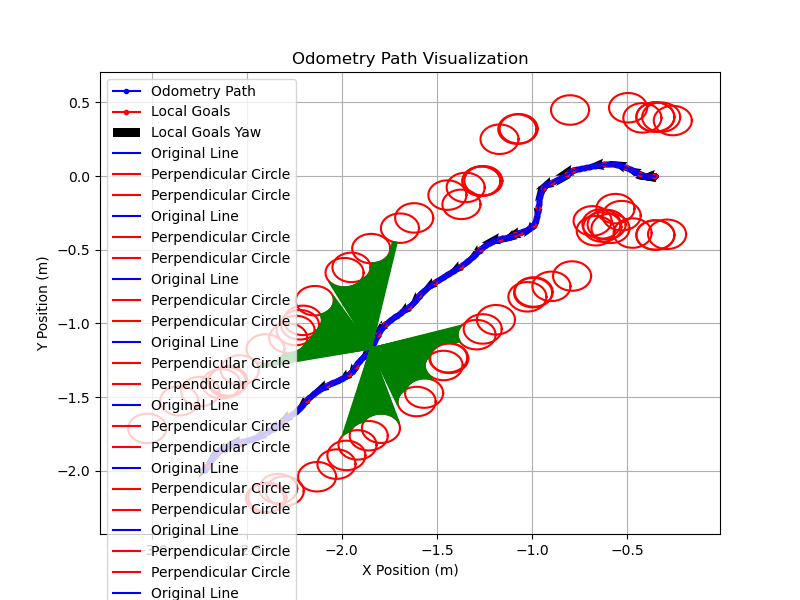 Odometry Path Visualization
Y Position (m)
0.5
0.0
−0.5
−1.0
−1.5
−2.0
Odometry Path
Local Goals
Local Goals Yaw
Original Line
Perpendicular Circle
Perpendicular Circle
Original Line
Perpendicular Circle
Perpendicular Circle
Original Line
Perpendicular Circle
Perpendicular Circle
Original Line
Perpendicular Circle
Perpendicular Circle
Original Line
Perpendicular Circle
Perpendicular Circle
Original Line
Perpendicular Circle
Perpendicular Circle
Original Line
Perpendicular Circle
Perpendicular Circle
Original Line
−2.0
−1.5
−1.0
−0.5
X Position (m)